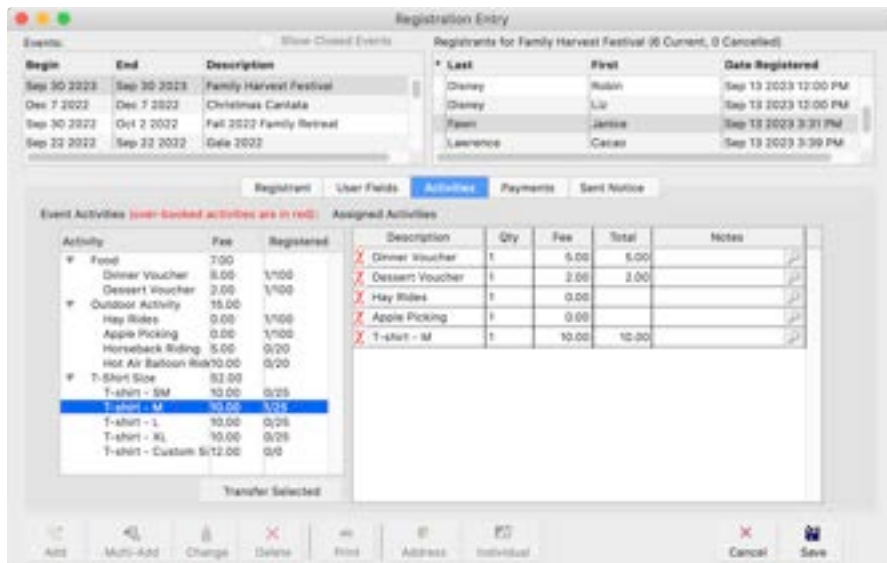 Registration Entry
Events: Show Closed Events Registrants for Family Harvest Festival (6 Current, 0 Cancelled)
Begin End Description * Last First Date Registered
Sep 30 2023 Sep 30 2023 Family Harvest Festival Disney Robin Sep 13 2023 12:00 PM
Dec 7 2022 Dec 7 2022 Christmas Cantata Disney Liz Sep 13 2023 12:00 PM
Sep 30 2022 Oct 2 2022 Fall 2022 Family Retreat Fawn Janice Sep 13 2023 3:31 PM
Sep 22 2022 Sep 22 2022 Gala 2022 Lawrence Cacao Sep 13 2023 3:39 PM
Registrant User Fields Activities Payments Sent Notice
Event Activities (over-booked activities are in red): Assigned Activities
Activity Fee Registered Description Qty Fee Total Notes
Food 7.00
Dinner Voucher 5.00 1/100 X Dinner Voucher 1 5.00 5.00
Dessert Voucher 2.00 1/100 X Dessert Voucher 1 2.00 2.00
Outdoor Activity 15.00
Hay Rides 0.00 1/100 X Hay Rides 1 0.00
Apple Picking 0.00 1/100 X Apple Picking 1 0.00
Horseback Riding 5.00 0/20 X T-shirt - M 1 10.00 10.00
Hot Air Balloon Ride 10.00 0/20
T-Shirt Size 52.00
T-shirt - SM 10.00 0/25
T-shirt - M 10.00 1/25
T-shirt - L 10.00 0/25
T-shirt - XL 10.00 0/25
T-shirt - Custom Si 12.00 0/0
Transfer Selected
Add Multi-Add Change Delete Print Address Individual Cancel Save